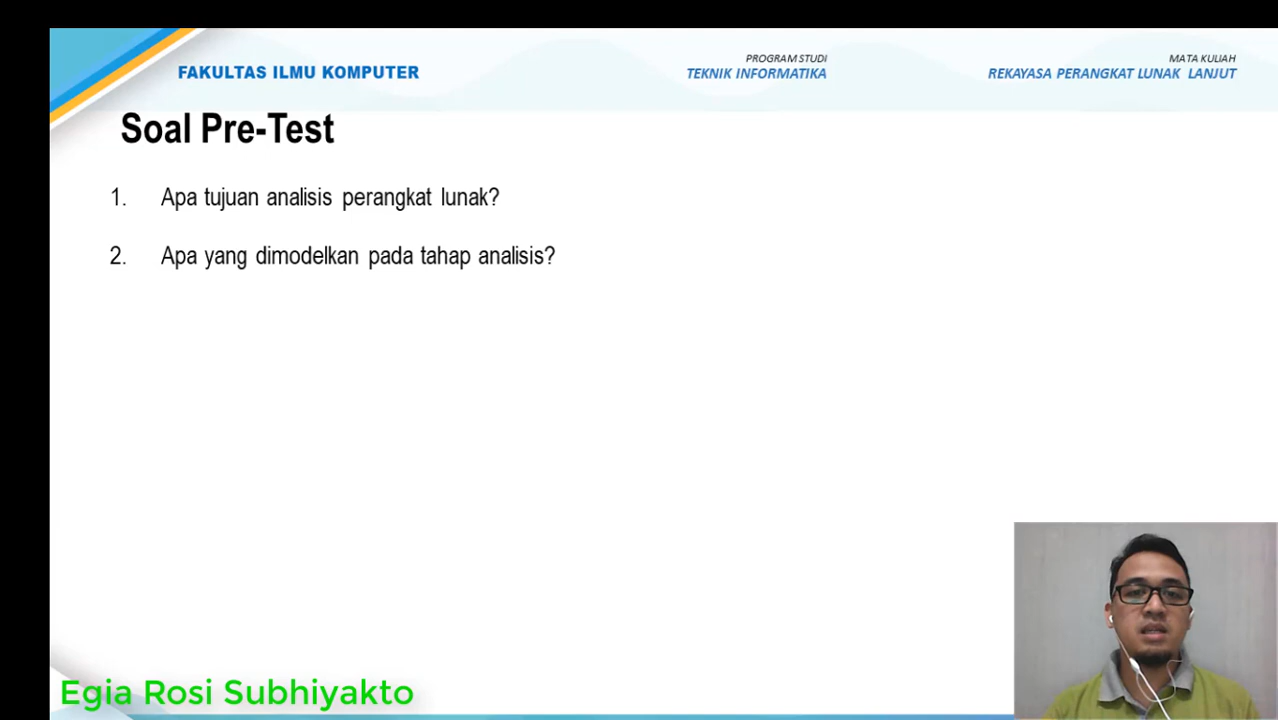 FAKULTAS ILMU KOMPUTER
PROGRAM STUDI
TEKNIK INFORMATIKA
MATA KULIAH
REKAYASA PERANGKAT LUNAK LANJUT
Soal Pre-Test
1. Apa tujuan analisis perangkat lunak?
2. Apa yang dimodelkan pada tahap analisis?
Egia Rosi Subhiyakto